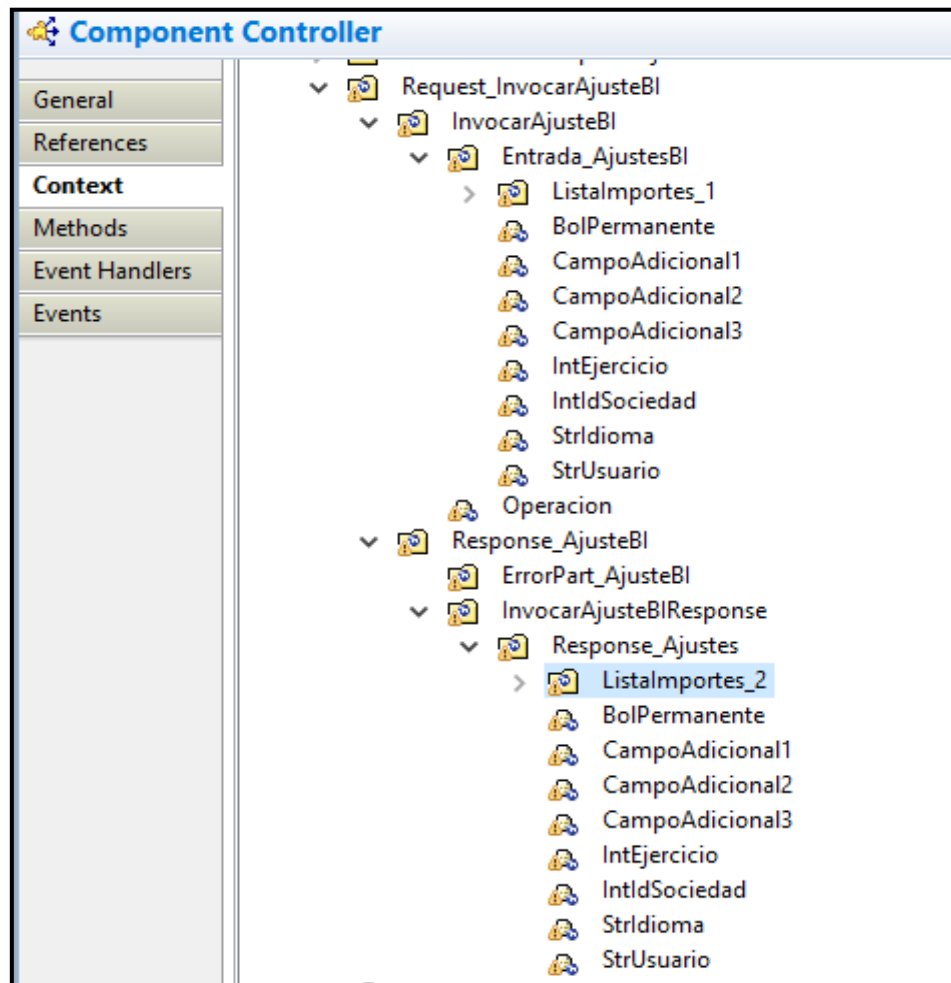 Component Controller
General
References
Context
Methods
Event Handlers
Events
Request_InvocarAjusteBI
InvocarAjusteBI
Entrada_AjustesBI
ListaImportes_1
BolPermanente
CampoAdicional1
CampoAdicional2
CampoAdicional3
IntEjercicio
IntIdSociedad
StrIdioma
StrUsuario
Operacion
Response_AjusteBI
ErrorPart_AjusteBI
InvocarAjusteBIResponse
Response_Ajustes
ListaImportes_2
BolPermanente
CampoAdicional1
CampoAdicional2
CampoAdicional3
IntEjercicio
IntIdSociedad
StrIdioma
StrUsuario